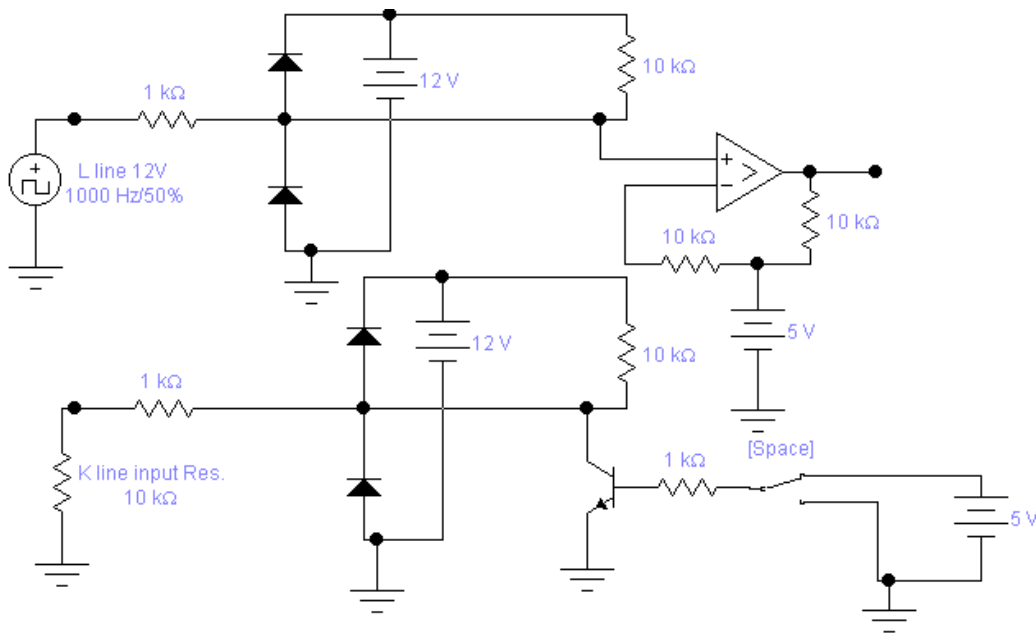 12 V
10 kΩ
1 kΩ
L line 12V
1000 Hz/50%
+
+
−
10 kΩ
10 kΩ
5 V
12 V
10 kΩ
1 kΩ
K line input Res.
10 kΩ
[Space]
1 kΩ
5 V